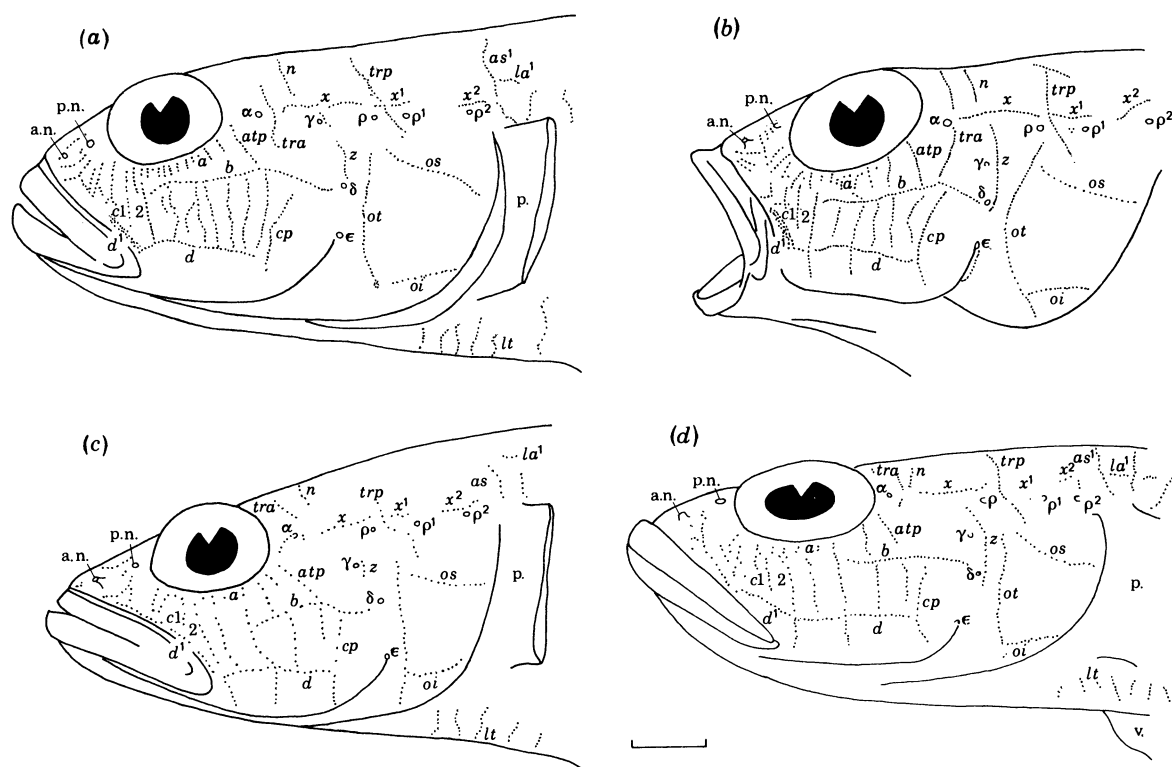 (a)
as¹
n
trp
la¹
p.n.
x
x¹
x²
a.n.
α
γ
ρ
ρ¹
ρ²
atp
tra
a
b
z
os
δ
p.
c1
2
ot
cp
ε
d¹
d
oi
lt
(b)
n
p.n.
trp
x
x¹
x²
a.n.
α
ρ
ρ¹
tra
atp
z
γ
os
a
b
δ
c1
2
cp
ot
d¹
d
ε
oi
(c)
la¹
n
as
trp
x¹
x²
tra
x
α
ρ
ρ¹
ρ²
p.n.
a.n.
atp
γ
z
os
p.
a
b
δ
c1
2
cp
ε
d¹
d
oi
lt
(d)
tra
n
trp
as¹
x²
la¹
p.n.
α
x
x¹
a.n.
ρ
ρ¹
ρ²
atp
γ
z
os
a
b
δ
p.
c1
2
cp
ot
d¹
d
ε
oi
lt
v.